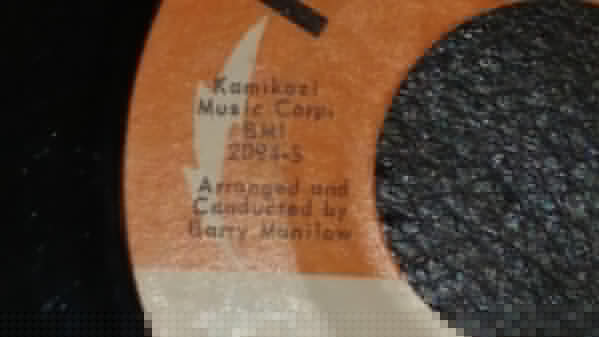 Kamikazi
Music Corp.
BMI
2094-S
Arranged and
Conducted by
Barry Manilow